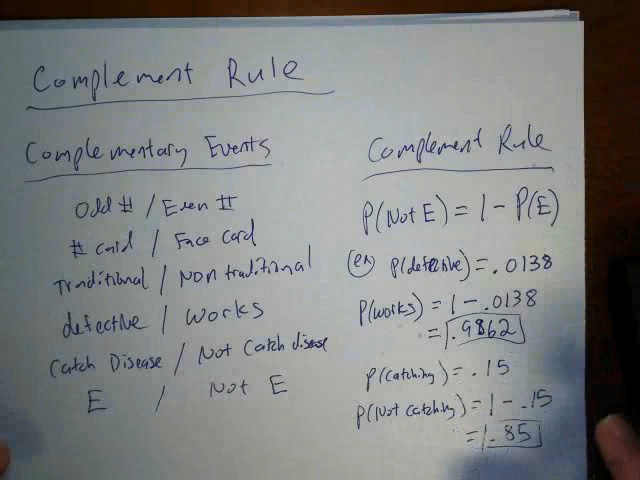 Complement Rule
Complementary Events
Odd # / Even #
# card / Face card
Traditional / Non traditional
defective / works
Catch Disease / Not Catch disease
E / Not E
Complement Rule
P(Not E) = 1 - P(E)
(ex) P(defective) = .0138
P(works) = 1 - .0138
= .9862
P(catching) = .15
P(Not catching) = 1 - .15
= .85